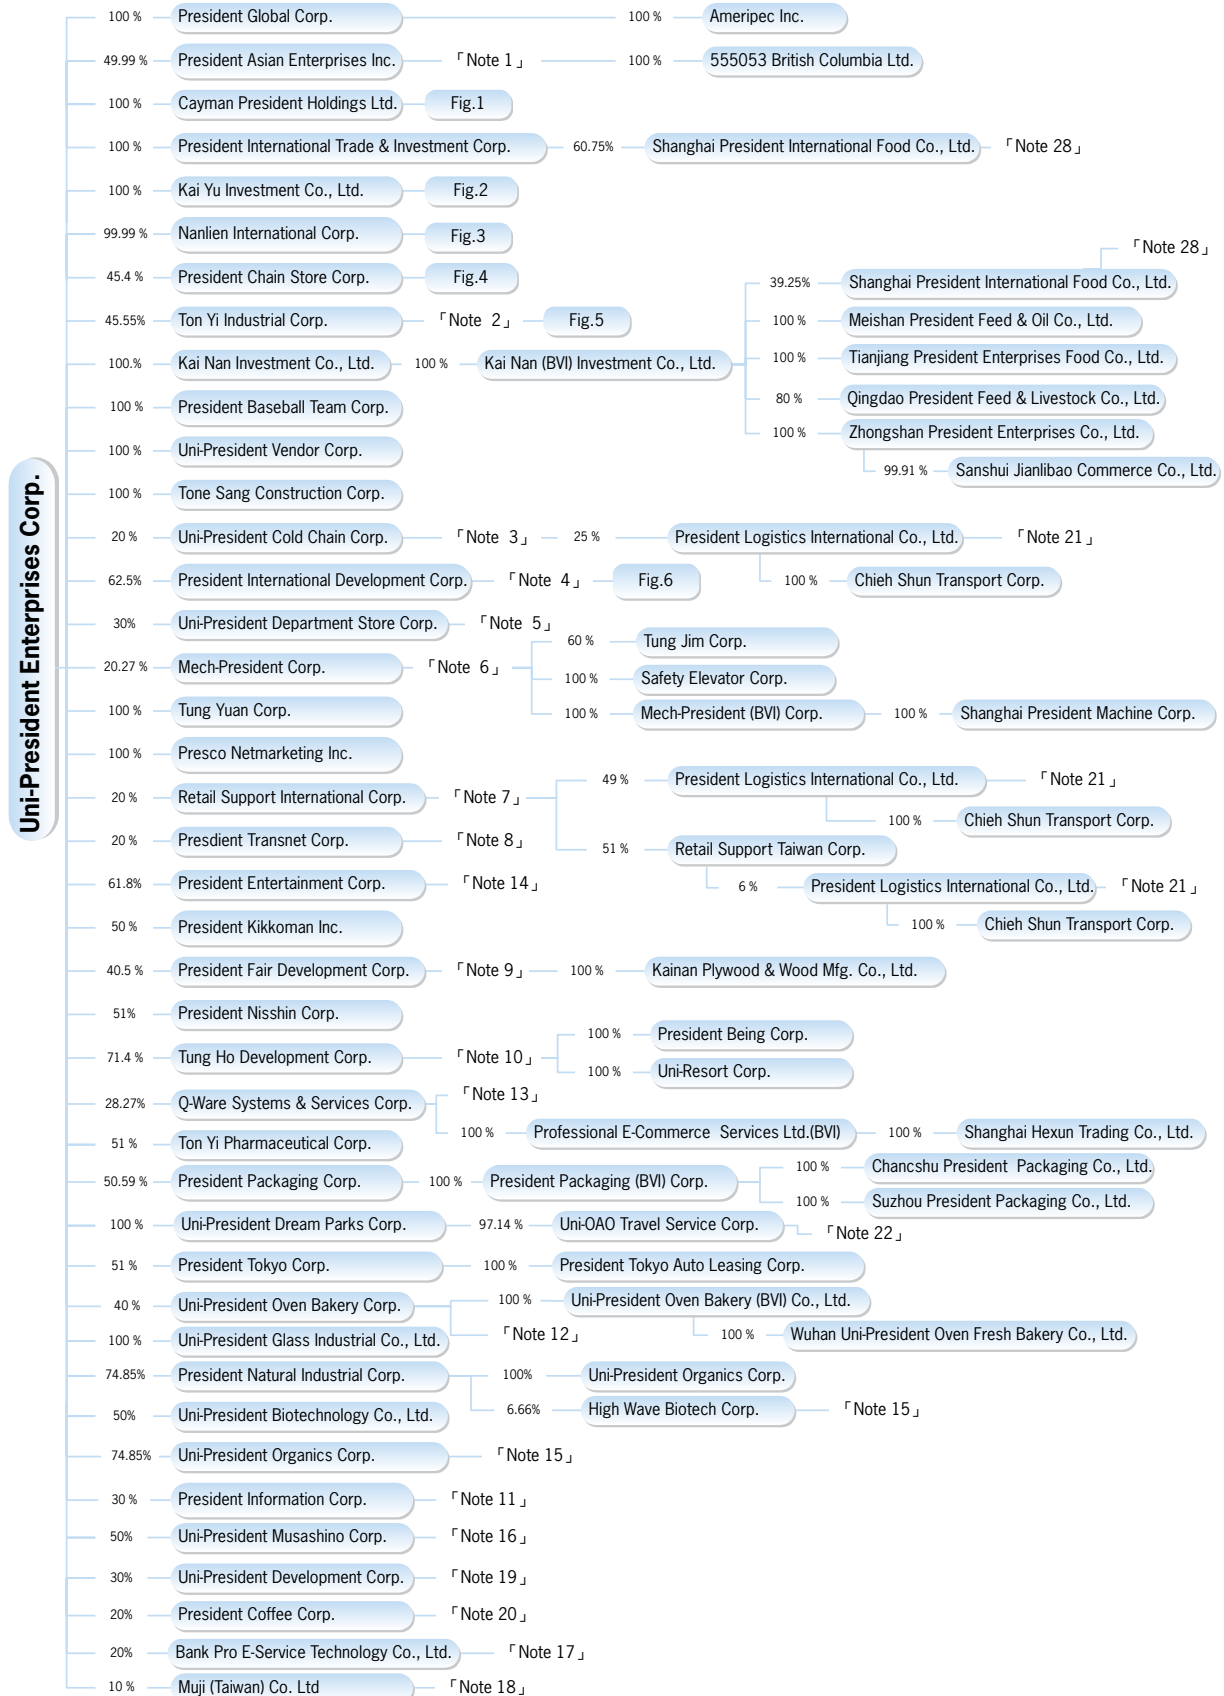 Uni-President Enterprises Corp.
100 % President Global Corp. 100 % Ameripec Inc.
49.99 % President Asian Enterprises Inc. 「Note 1」 100 % 555053 British Columbia Ltd.
100 % Cayman President Holdings Ltd. Fig.1
100 % President International Trade & Investment Corp. 60.75% Shanghai President International Food Co., Ltd. 「Note 28」
100 % Kai Yu Investment Co., Ltd. Fig.2
99.99 % Nanlien International Corp. Fig.3
「Note 28」
45.4 % President Chain Store Corp. Fig.4
39.25% Shanghai President International Food Co., Ltd.
45.55% Ton Yi Industrial Corp. 「Note 2」 Fig.5
100 % Meishan President Feed & Oil Co., Ltd.
100.% Kai Nan Investment Co., Ltd. 100 % Kai Nan (BVI) Investment Co., Ltd.
100 % Tianjiang President Enterprises Food Co., Ltd.
80 % Qingdao President Feed & Livestock Co., Ltd.
100 % President Baseball Team Corp.
100 % Zhongshan President Enterprises Co., Ltd.
100 % Uni-President Vendor Corp.
99.91 % Sanshui Jianlibao Commerce Co., Ltd.
100 % Tone Sang Construction Corp.
20 % Uni-President Cold Chain Corp. 「Note 3」 25 % President Logistics International Co., Ltd. 「Note 21」
62.5% President International Development Corp. 「Note 4」 Fig.6
100 % Chieh Shun Transport Corp.
30% Uni-President Department Store Corp. 「Note 5」
60 % Tung Jim Corp.
20.27 % Mech-President Corp. 「Note 6」
100 % Safety Elevator Corp.
100 % Tung Yuan Corp.
100 % Mech-President (BVI) Corp. 100 % Shanghai President Machine Corp.
100 % Presco Netmarketing Inc.
49 % President Logistics International Co., Ltd. 「Note 21」
20 % Retail Support International Corp. 「Note 7」
100 % Chieh Shun Transport Corp.
20 % Presdient Transnet Corp. 「Note 8」
51 % Retail Support Taiwan Corp.
61.8% President Entertainment Corp. 「Note 14」
6 % President Logistics International Co., Ltd. 「Note 21」
50 % President Kikkoman Inc.
100 % Chieh Shun Transport Corp.
40.5 % President Fair Development Corp. 「Note 9」 100 % Kainan Plywood & Wood Mfg. Co., Ltd.
51% President Nisshin Corp.
100 % President Being Corp.
71.4 % Tung Ho Development Corp. 「Note 10」
100 % Uni-Resort Corp.
「Note 13」
28.27% Q-Ware Systems & Services Corp.
100 % Professional E-Commerce Services Ltd.(BVI) 100 % Shanghai Hexun Trading Co., Ltd.
51 % Ton Yi Pharmaceutical Corp.
100 % Chancshu President Packaging Co., Ltd.
50.59 % President Packaging Corp. 100 % President Packaging (BVI) Corp.
100 % Suzhou President Packaging Co., Ltd.
100 % Uni-President Dream Parks Corp. 97.14 % Uni-OAO Travel Service Corp.
「Note 22」
51 % President Tokyo Corp. 100 % President Tokyo Auto Leasing Corp.
100 % Uni-President Oven Bakery (BVI) Co., Ltd.
40 % Uni-President Oven Bakery Corp.
「Note 12」 100 % Wuhan Uni-President Oven Fresh Bakery Co., Ltd.
100 % Uni-President Glass Industrial Co., Ltd.
74.85% President Natural Industrial Corp. 100% Uni-President Organics Corp.
6.66% High Wave Biotech Corp. 「Note 15」
50% Uni-President Biotechnology Co., Ltd.
74.85% Uni-President Organics Corp. 「Note 15」
30 % President Information Corp. 「Note 11」
50% Uni-President Musashino Corp. 「Note 16」
30% Uni-President Development Corp. 「Note 19」
20% President Coffee Corp. 「Note 20」
20% Bank Pro E-Service Technology Co., Ltd. 「Note 17」
10 % Muji (Taiwan) Co. Ltd 「Note 18」